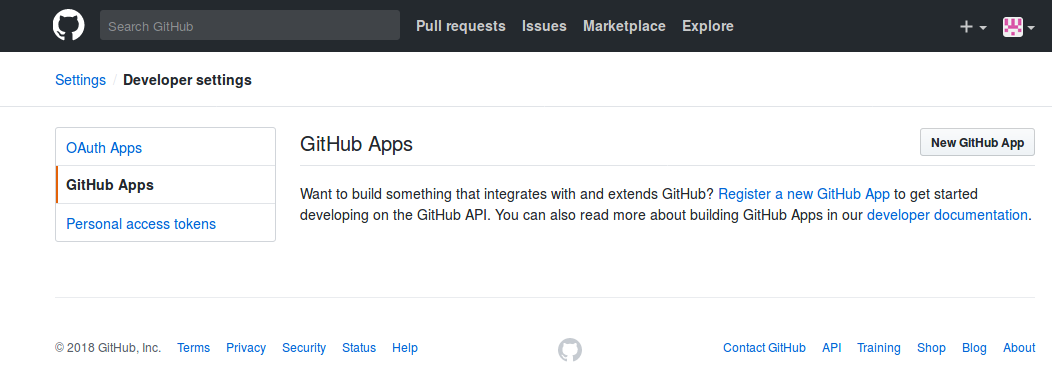 Search GitHub Pull requests Issues Marketplace Explore
Settings / Developer settings
OAuth Apps
GitHub Apps
Personal access tokens
GitHub Apps
New GitHub App
Want to build something that integrates with and extends GitHub? Register a new GitHub App to get started
developing on the GitHub API. You can also read more about building GitHub Apps in our developer documentation.
© 2018 GitHub, Inc. Terms Privacy Security Status Help Contact GitHub API Training Shop Blog About